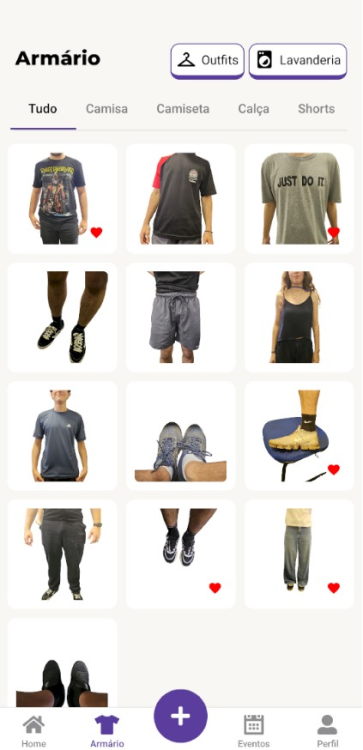 Armário
Outfits
Lavanderia
Tudo
Camisa
Camiseta
Calça
Shorts
JUST DO IT
Home
Armário
Eventos
Perfil